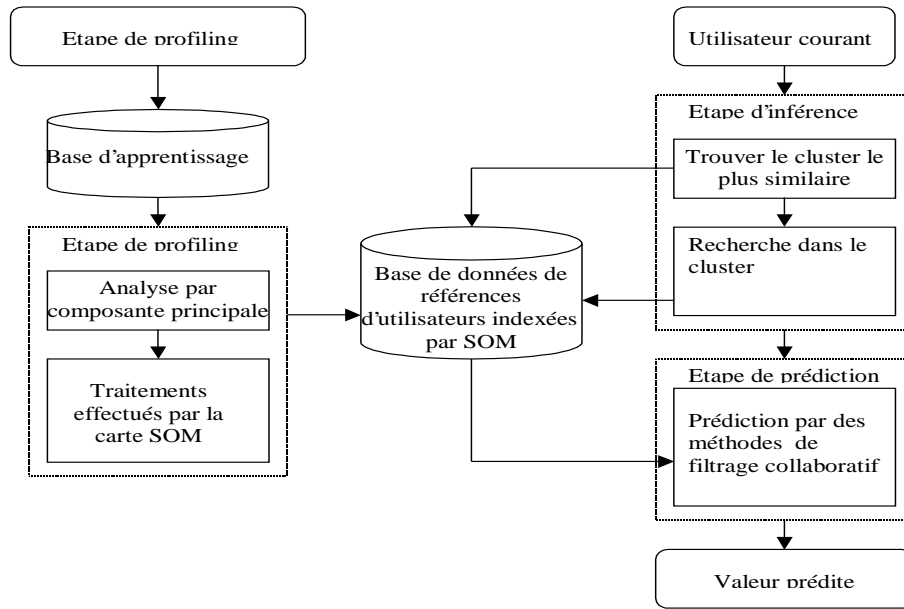 Etape de profiling
Base d'apprentissage
Etape de profiling
Analyse par
composante principale
Traitements
effectués par la
carte SOM
Base de données de
références
d'utilisateurs indexées
par SOM
Utilisateur courant
Etape d'inférence
Trouver le cluster le
plus similaire
Recherche dans le
cluster
Etape de prédiction
Prédiction par des
méthodes de
filtrage collaboratif
Valeur prédite